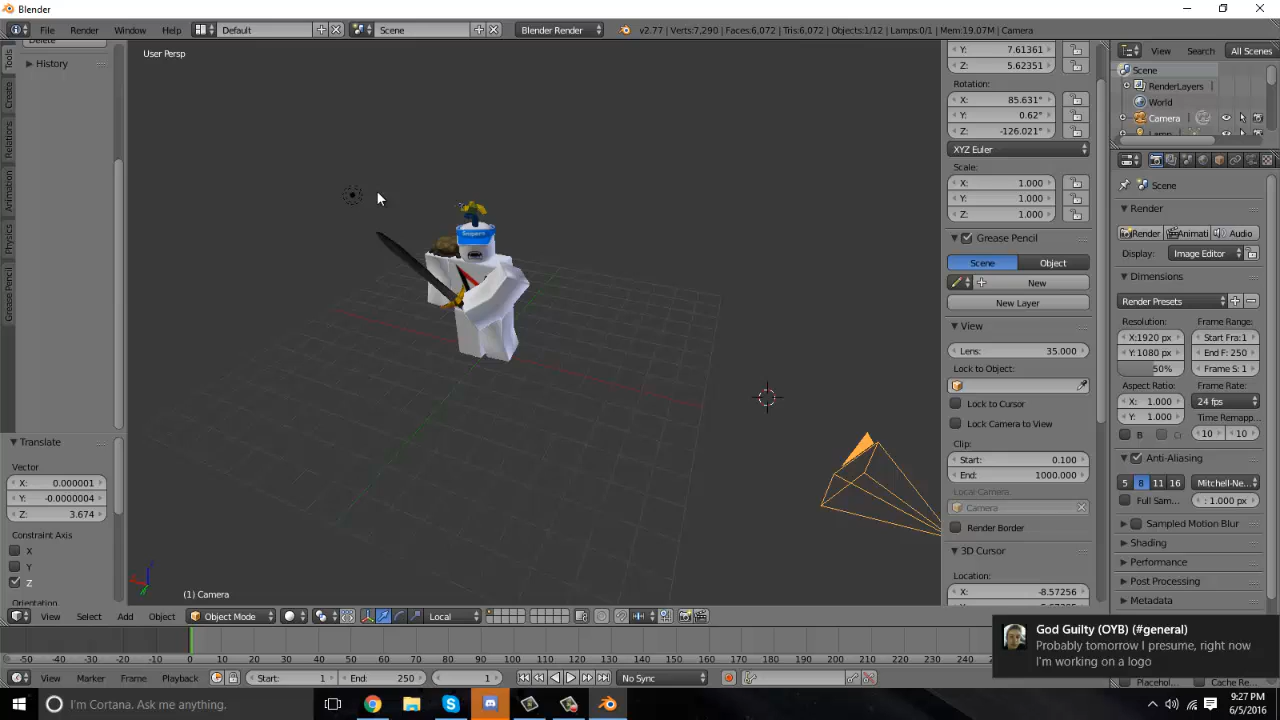 Blender
File Render Window Help Default Scene Blender Render v2.77 | Verts:7,290 | Faces:6,072 | Tris:6,072 | Objects:1/12 | Lamps:0/1 | Mem:19.07M | Camera
User Persp
Tools
Create
Relations
Animation
Physics
Grease Pencil
Delete
History
Translate
Vector
X: 0.000001
Y: -0.0000004
Z: 3.674
Constraint Axis
X
Y
Z
Orientation
Supers
(1) Camera
Y: 7.61361
Z: 5.62351
Rotation:
X: 85.631°
Y: 0.62°
Z: -126.021°
XYZ Euler
Scale:
X: 1.000
Y: 1.000
Z: 1.000
Grease Pencil
Scene Object
New
New Layer
View
Lens: 35.000
Lock to Object:
Lock to Cursor
Lock Camera to View
Clip:
Start: 0.100
End: 1000.000
Local Camera:
Camera
Render Border
3D Cursor
Location:
X: -8.57256
View Search All Scenes
Scene
RenderLayers
World
Camera
Lamp
Scene
Render
Render Animati Audio
Display: Image Editor
Dimensions
Render Presets
Resolution: Frame Range:
X:1920 px Start Fra:1
Y:1080 px End F: 250
50% Frame S: 1
Aspect Ratio: Frame Rate:
X: 1.000 24 fps
Y: 1.000 Time Remapp...
B Cr 10 10
Anti-Aliasing
5 8 11 16 Mitchell-Ne...
Full Sam... : 1.000 px
Sampled Motion Blur
Shading
Performance
Post Processing
Metadata
View Select Add Object Object Mode Local
-50 -40 -30 -20 -10 0 10 20 30 40 50 60 70 80 90 100 110 120 130 140 150 160 170 180 190 200 210 220 230 240
View Marker Frame Playback Start: 1 End: 250 1 No Sync
God Guilty (OYB) (#general)
Probably tomorrow I presume, right now
I'm working on a logo
Placehol... Cache Re...
I'm Cortana. Ask me anything.
9:27 PM
6/5/2016